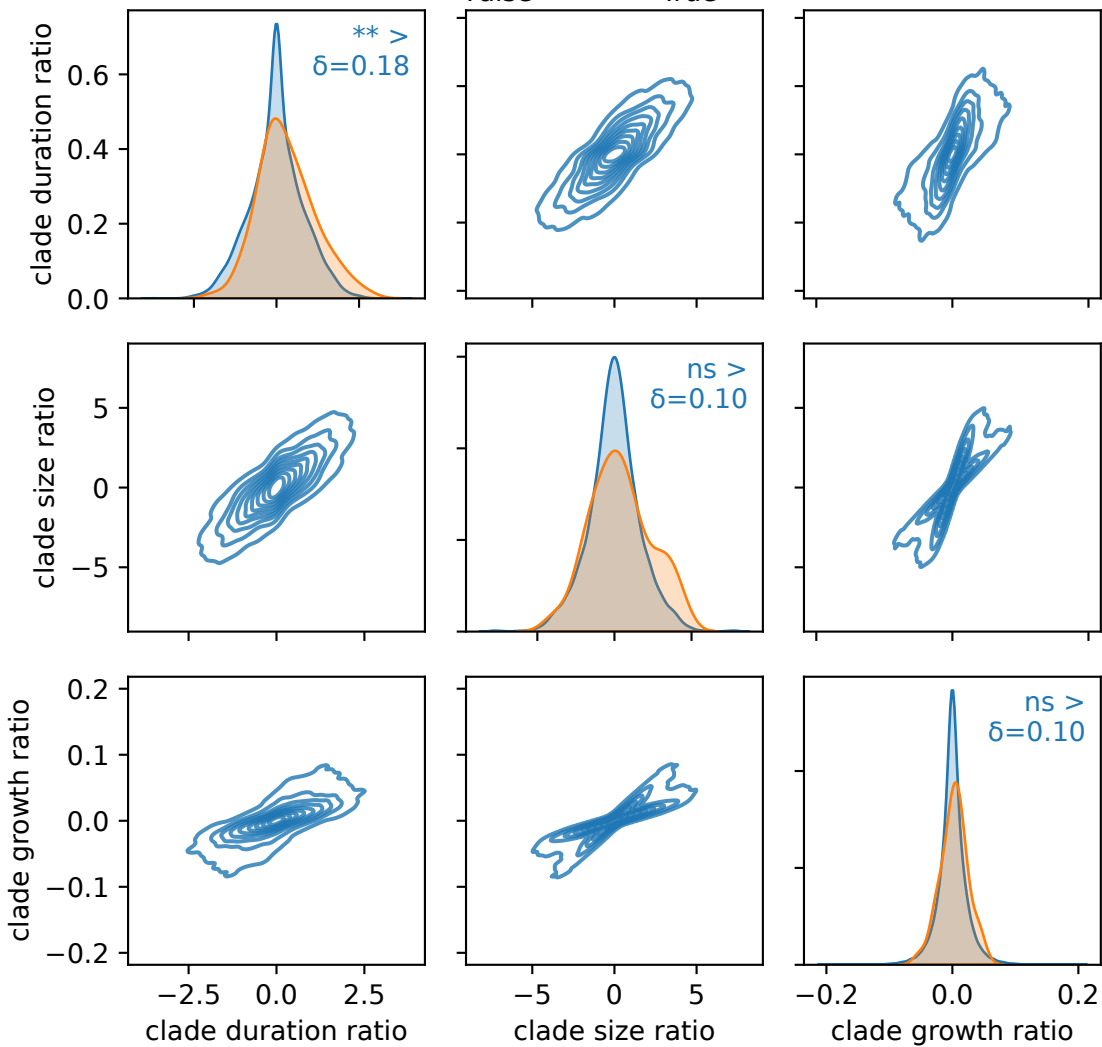 ** >
δ=0.18
clade duration ratio
0.6
0.4
0.2
0.0
ns >
δ=0.10
clade size ratio
5
0
−5
ns >
δ=0.10
clade growth ratio
0.2
0.1
0.0
−0.1
−0.2
−2.5 0.0 2.5
−5 0 5
−0.2 0.0 0.2
clade duration ratio
clade size ratio
clade growth ratio